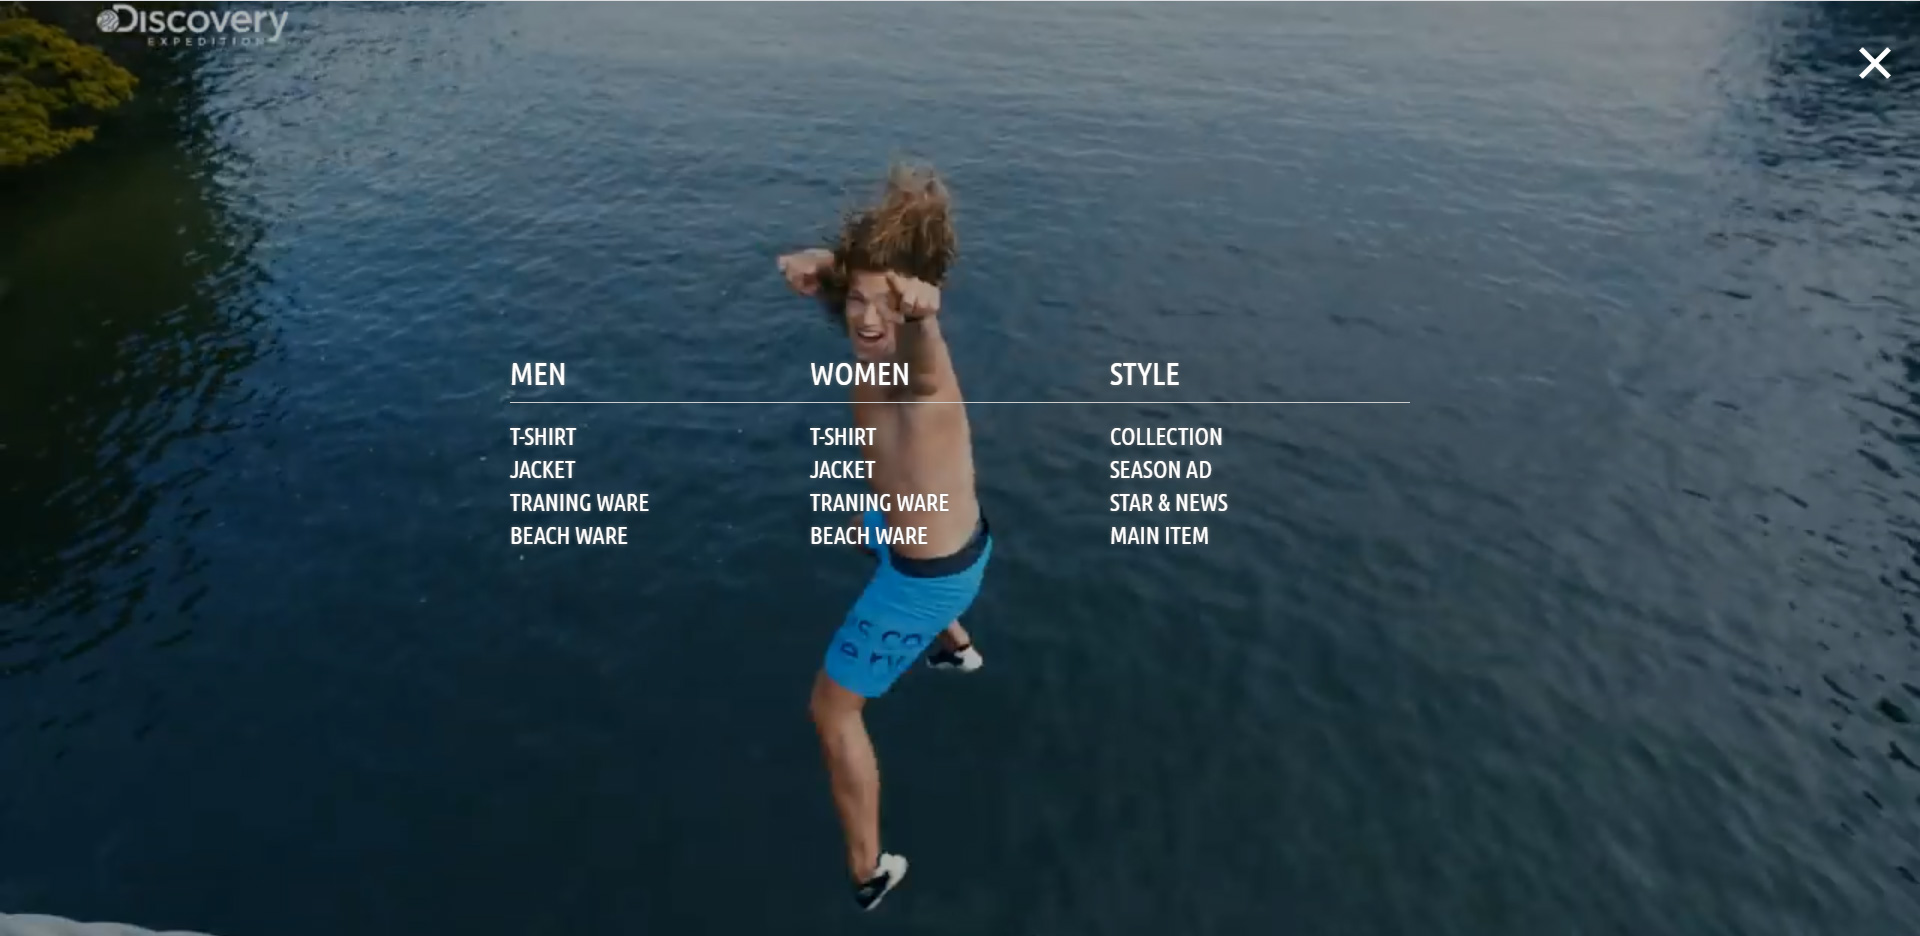 Discovery
EXPEDITION
MEN
WOMEN
STYLE
T-SHIRT
JACKET
TRANING WARE
BEACH WARE
T-SHIRT
JACKET
TRANING WARE
BEACH WARE
COLLECTION
SEASON AD
STAR & NEWS
MAIN ITEM